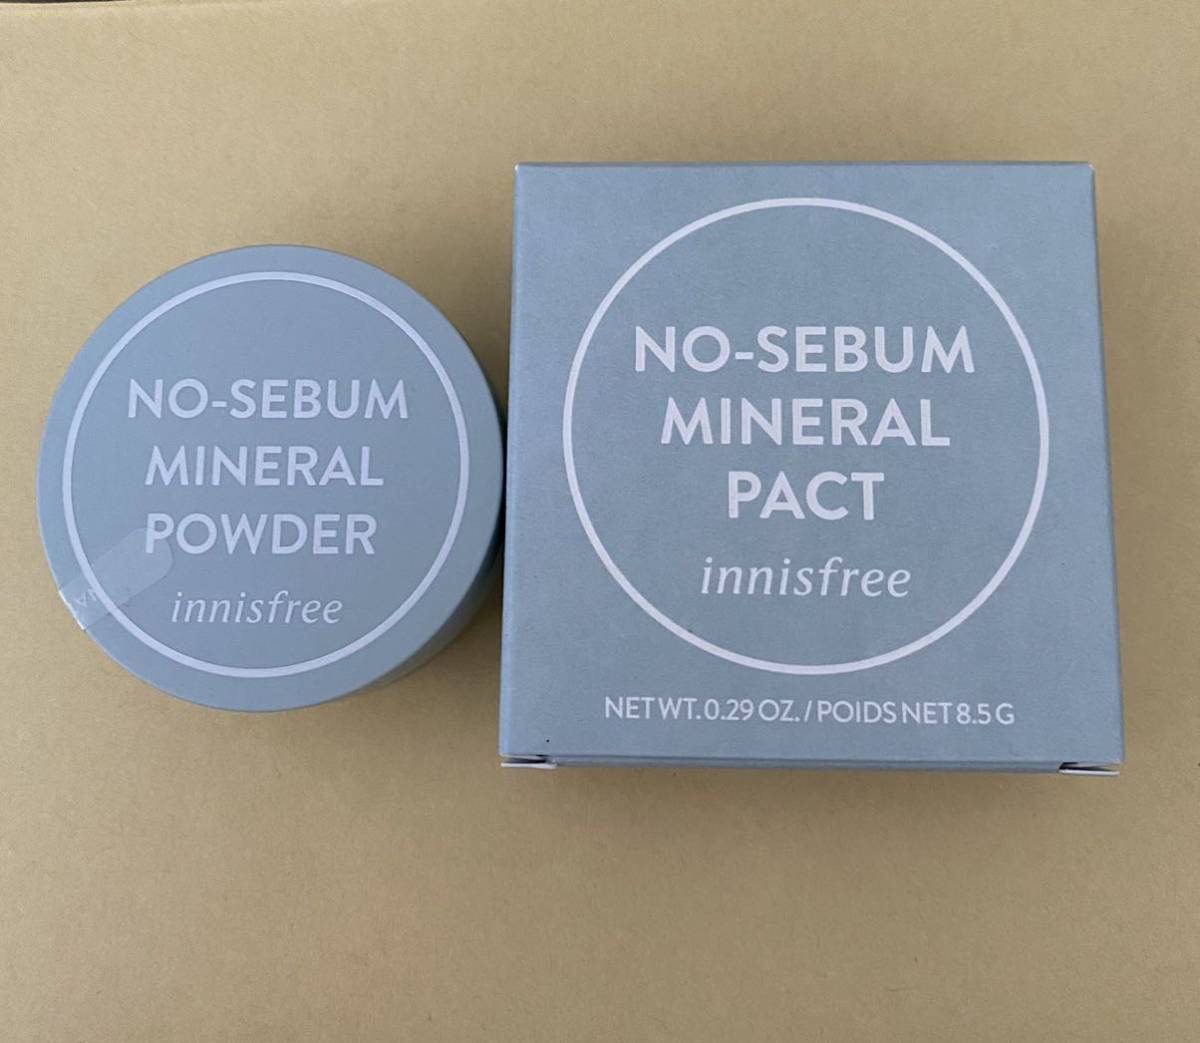 NO-SEBUM
MINERAL
POWDER
innisfree
NO-SEBUM
MINERAL
PACT
innisfree
NET WT. 0.29 OZ. / POIDS NET 8.5 G